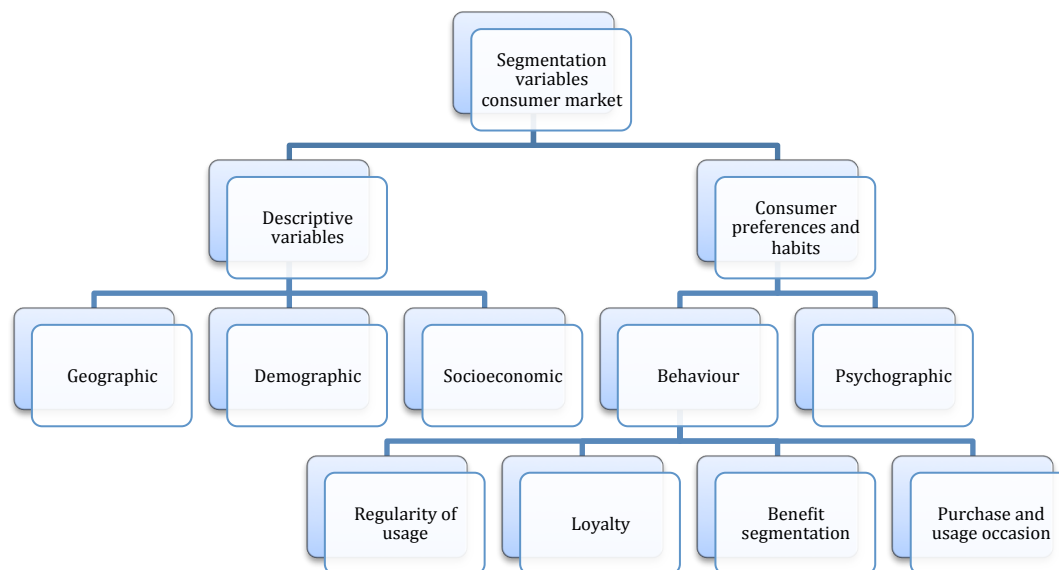 Segmentation
variables
consumer market
Descriptive
variables
Consumer
preferences and
habits
Geographic
Demographic
Socioeconomic
Behaviour
Psychographic
Regularity of
usage
Loyalty
Benefit
segmentation
Purchase and
usage occasion